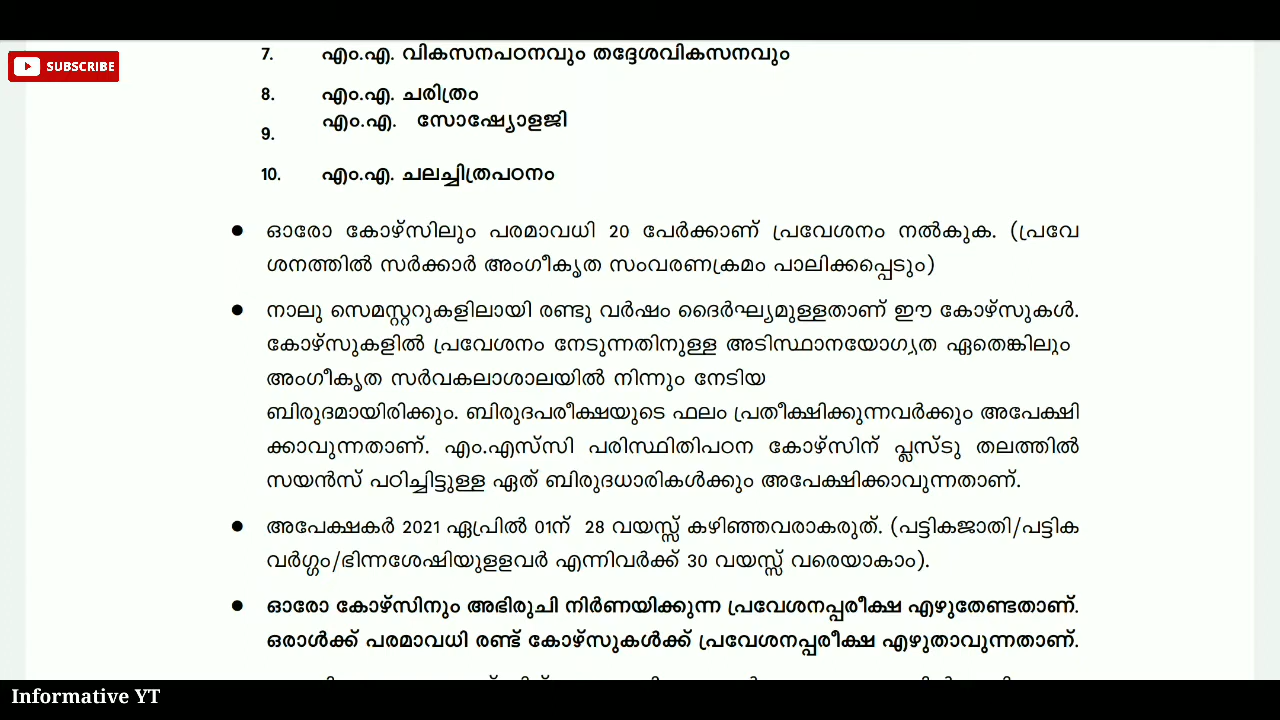 SUBSCRIBE
7. എം.എ. വികസനപഠനവും തദ്ദേശവികസനവും
8. എം.എ. ചരിത്രം
9. എം.എ. സോഷ്യോളജി
10. എം.എ. ചലച്ചിത്രപഠനം
● ഓരോ കോഴ്സിലും പരമാവധി 20 പേർക്കാണ് പ്രവേശനം നൽകുക. (പ്രവേ
ശനത്തിൽ സർക്കാർ അംഗീകൃത സംവരണക്രമം പാലിക്കപ്പെടും)
● നാലു സെമസ്റ്ററുകളിലായി രണ്ടു വർഷം ദൈർഘ്യമുള്ളതാണ് ഈ കോഴ്സുകൾ.
കോഴ്സുകളിൽ പ്രവേശനം നേടുന്നതിനുള്ള അടിസ്ഥാനയോഗ്യത ഏതെങ്കിലും
അംഗീകൃത സർവകലാശാലയിൽ നിന്നും നേടിയ
ബിരുദമായിരിക്കും. ബിരുദപരീക്ഷയുടെ ഫലം പ്രതീക്ഷിക്കുന്നവർക്കും അപേക്ഷി
ക്കാവുന്നതാണ്. എം.എസ്‌സി പരിസ്ഥിതിപഠന കോഴ്സിന് പ്ലസ്ടു തലത്തിൽ
സയൻസ് പഠിച്ചിട്ടുള്ള ഏത് ബിരുദധാരികൾക്കും അപേക്ഷിക്കാവുന്നതാണ്.
● അപേക്ഷകർ 2021 ഏപ്രിൽ 01ന് 28 വയസ്സ് കഴിഞ്ഞവരാകരുത്. (പട്ടികജാതി/പട്ടിക
വർഗ്ഗം/ഭിന്നശേഷിയുളളവർ എന്നിവർക്ക് 30 വയസ്സ് വരെയാകാം).
● ഓരോ കോഴ്സിനും അഭിരുചി നിർണയിക്കുന്ന പ്രവേശനപ്പരീക്ഷ എഴുതേണ്ടതാണ്.
ഒരാൾക്ക് പരമാവധി രണ്ട് കോഴ്സുകൾക്ക് പ്രവേശനപ്പരീക്ഷ എഴുതാവുന്നതാണ്.
Informative YT